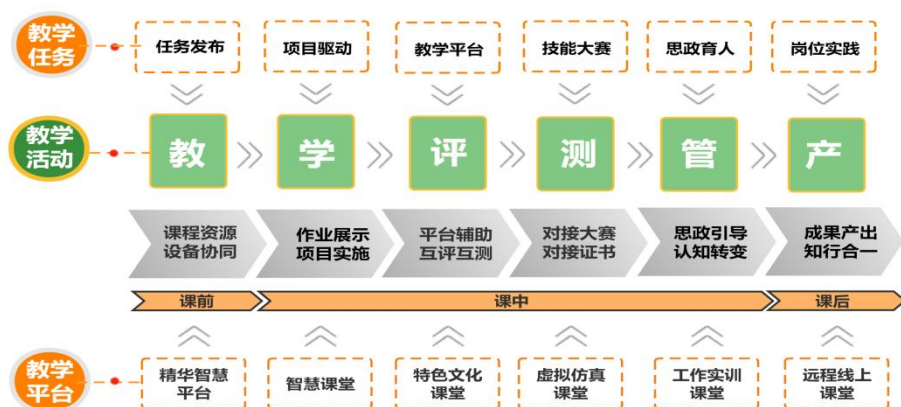 教学
任务
任务发布
项目驱动
教学平台
技能大赛
思政育人
岗位实践
教学
活动
教
学
评
测
管
产
课程资源
设备协同
作业展示
项目实施
平台辅助
互评互测
对接大赛
对接证书
思政引导
认知转变
成果产出
知行合一
课前
课中
课后
教学
平台
精华智慧
平台
智慧课堂
特色文化
课堂
虚拟仿真
课堂
工作实训
课堂
远程线上
课堂